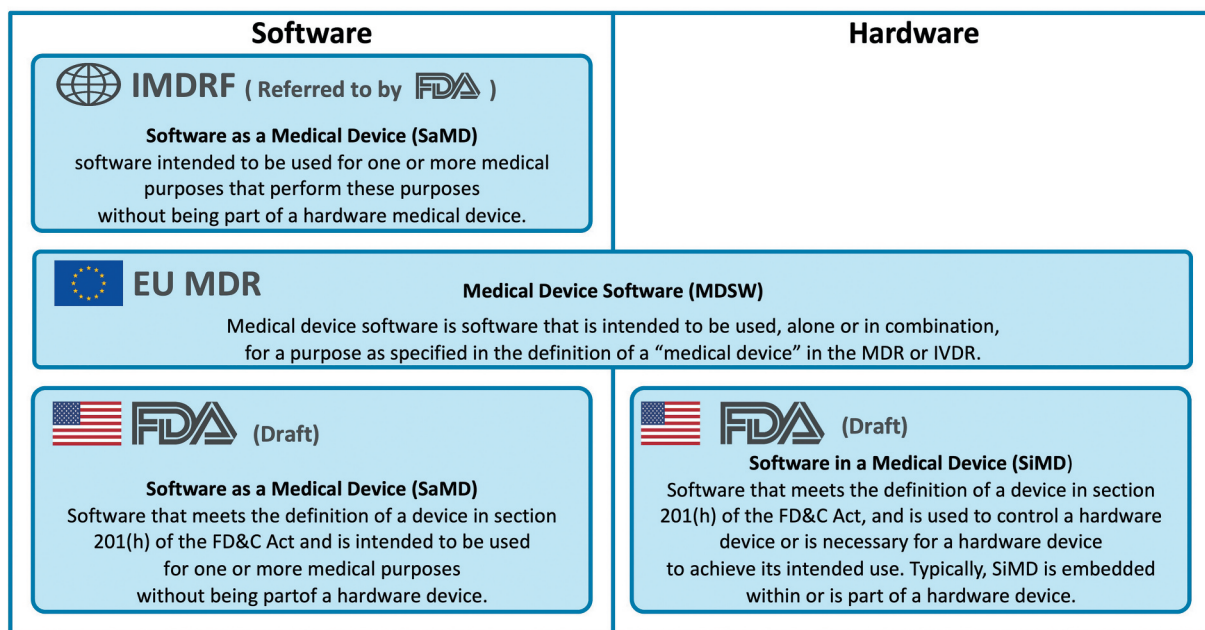 Software
Hardware
IMDRF ( Referred to by FDA )
Software as a Medical Device (SaMD)
software intended to be used for one or more medical
purposes that perform these purposes
without being part of a hardware medical device.
EU MDR
Medical Device Software (MDSW)
Medical device software is software that is intended to be used, alone or in combination,
for a purpose as specified in the definition of a “medical device” in the MDR or IVDR.
FDA (Draft)
Software as a Medical Device (SaMD)
Software that meets the definition of a device in section
201(h) of the FD&C Act and is intended to be used
for one or more medical purposes
without being partof a hardware device.
FDA (Draft)
Software in a Medical Device (SiMD)
Software that meets the definition of a device in section
201(h) of the FD&C Act, and is used to control a hardware
device or is necessary for a hardware device
to achieve its intended use. Typically, SiMD is embedded
within or is part of a hardware device.